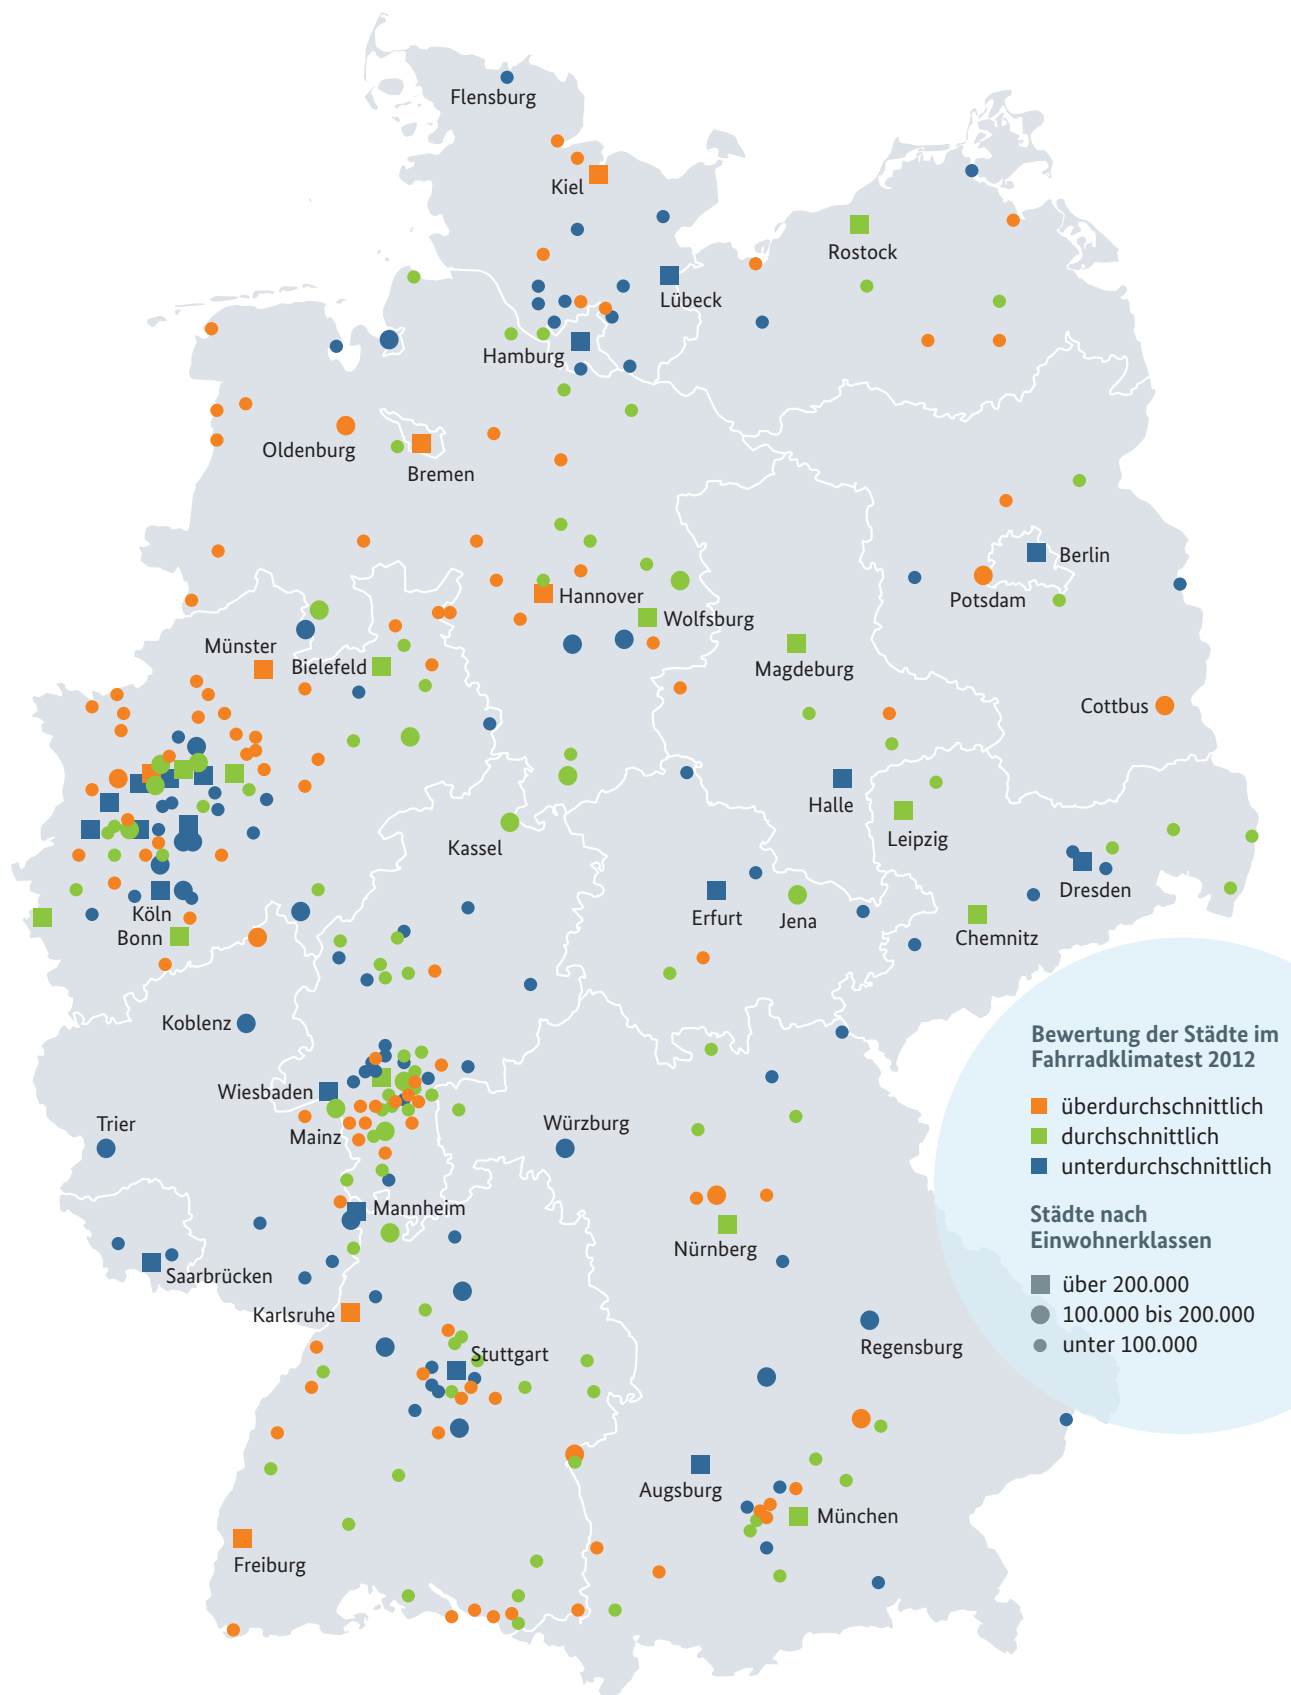 Flensburg
Kiel
Rostock
Lübeck
Hamburg
Oldenburg
Bremen
Berlin
Potsdam
Hannover
Wolfsburg
Münster
Bielefeld
Magdeburg
Cottbus
Halle
Leipzig
Kassel
Dresden
Köln
Erfurt
Jena
Bonn
Chemnitz
Koblenz
Wiesbaden
Trier
Mainz
Würzburg
Mannheim
Nürnberg
Saarbrücken
Karlsruhe
Stuttgart
Regensburg
Augsburg
München
Freiburg
Bewertung der Städte im
Fahrradklimatest 2012
überdurchschnittlich
durchschnittlich
unterdurchschnittlich
Städte nach
Einwohnerklassen
über 200.000
100.000 bis 200.000
unter 100.000